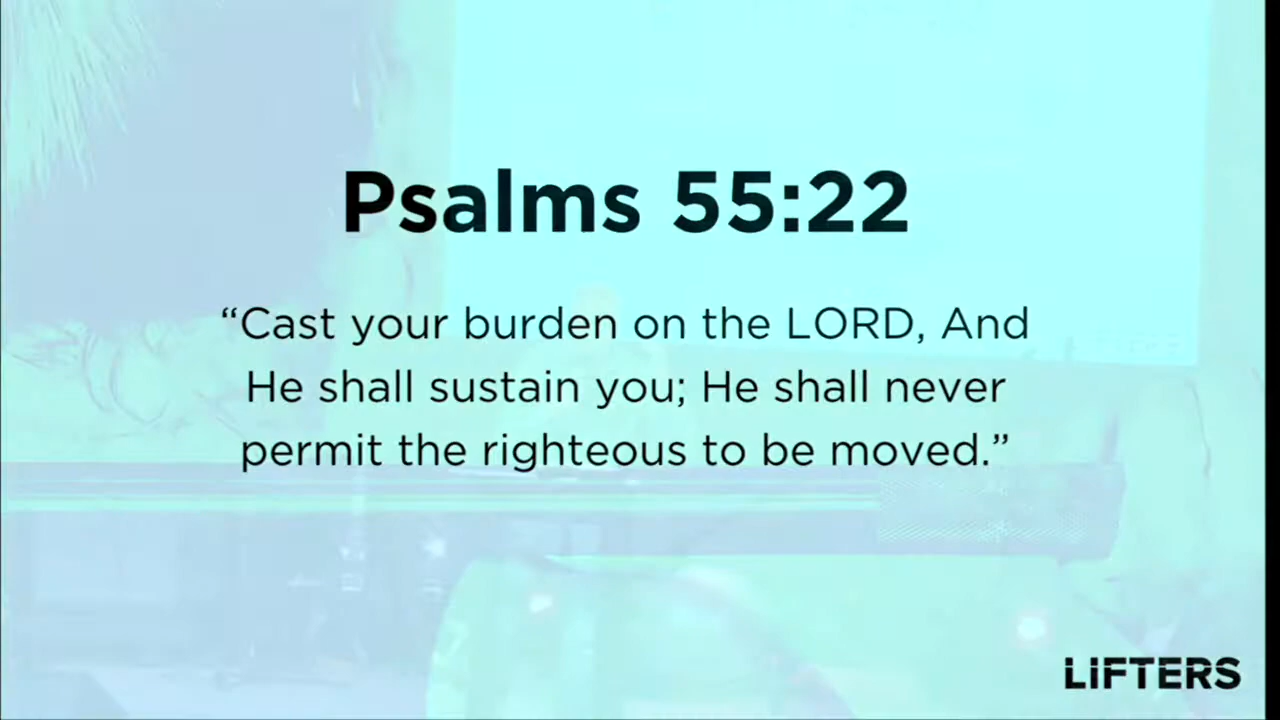 Psalms 55:22
“Cast your burden on the LORD, And
He shall sustain you; He shall never
permit the righteous to be moved.”
LiFTERS